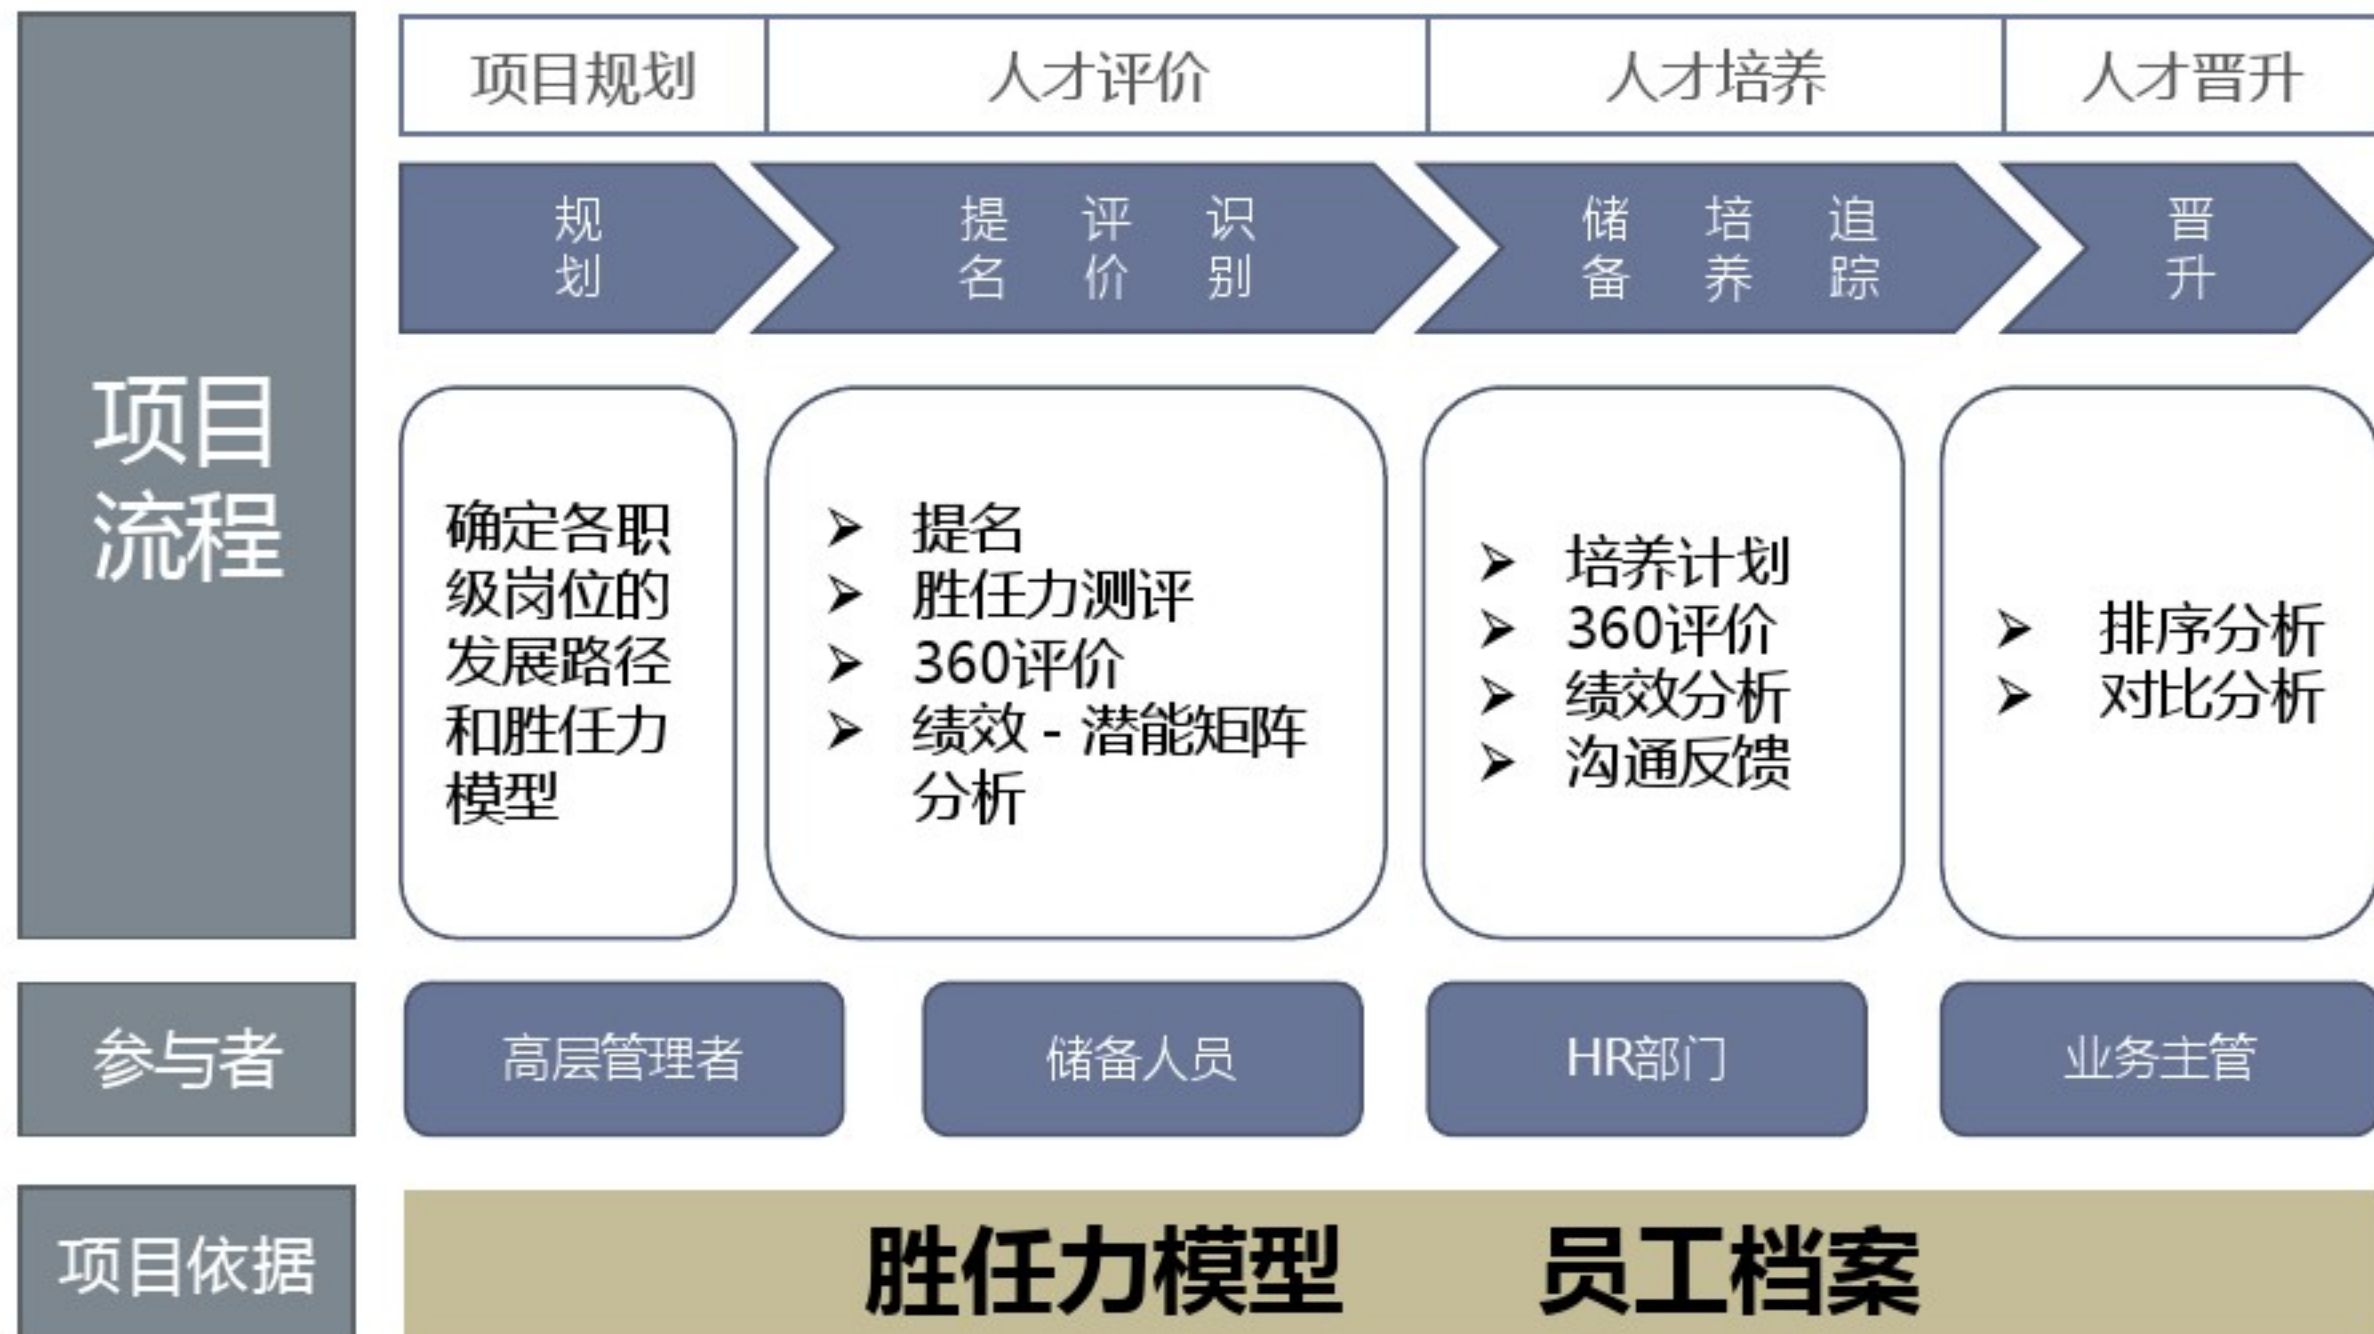 项目
流程
项目规划
人才评价
人才培养
人才晋升
规划
提名
评价
识别
储备
培养
追踪
晋升
确定各职
级岗位的
发展路径
和胜任力
模型
提名
胜任力测评
360评价
绩效 - 潜能矩阵
分析
培养计划
360评价
绩效分析
沟通反馈
排序分析
对比分析
参与者
高层管理者
储备人员
HR部门
业务主管
项目依据
胜任力模型 员工档案